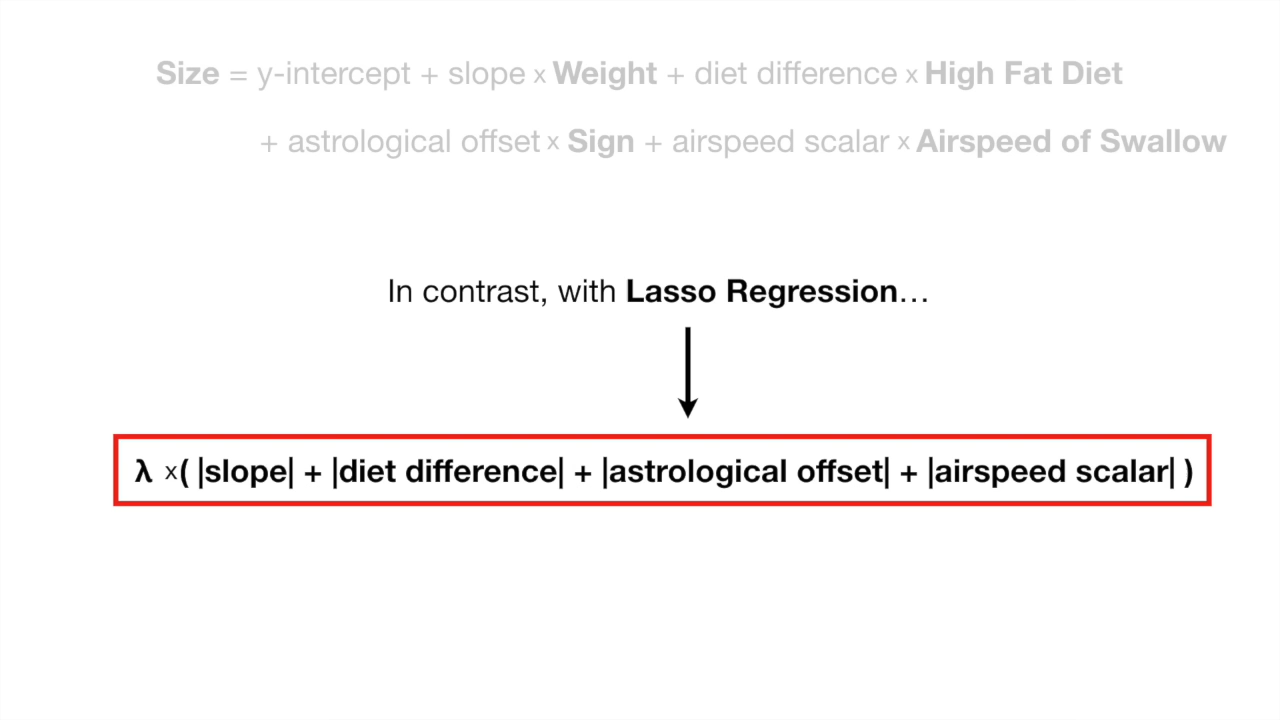 Size = y-intercept + slope x Weight + diet difference x High Fat Diet
+ astrological offset x Sign + airspeed scalar x Airspeed of Swallow
In contrast, with Lasso Regression…
λ x( |slope| + |diet difference| + |astrological offset| + |airspeed scalar| )